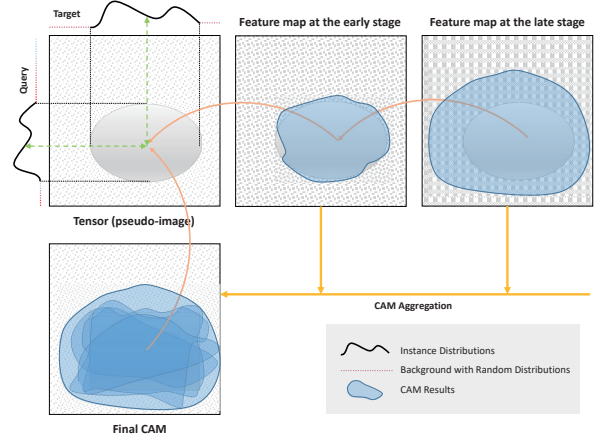 Target
Feature map at the early stage
Feature map at the late stage
Query
Tensor (pseudo-image)
CAM Aggregation
Instance Distributions
Background with Random Distributions
CAM Results
Final CAM